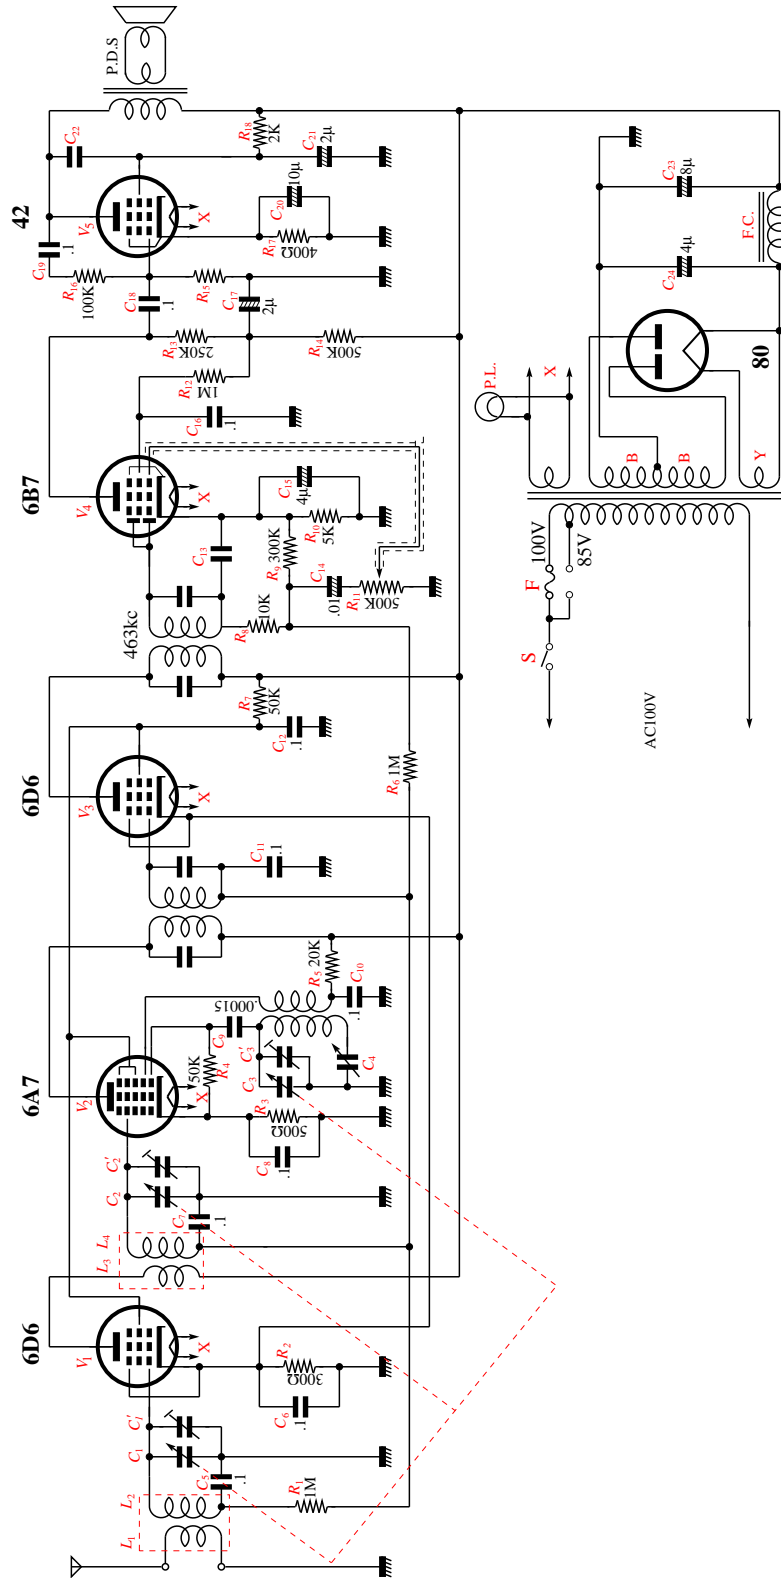 6D6
6A7
6D6
6B7
42
V1
V2
V3
V4
V5
X
X
X
X
X
L1
L2
C1
C1'
C5
.1
R1
1M
C6
.1
R2
300Ω
L3
L4
C2
C2'
C7
.1
C8
.1
R3
500Ω
50K
R4
C9
.00015
C3
C3'
C4
R5 20K
C10
.1
C11
.1
R6 1M
C12
.1
R7
50K
463kc
R8
10K
C13
R9 300K
C14
.01
R11
500K
R10
5K
C15
4μ
C16
.1
R12
1M
R13
250K
R14
500K
C17
2μ
C18
.1
R15
R16
100K
C19
.1
R17
400Ω
C20
10μ
C21
2μ
R18
2K
C22
P.D.S
AC100V
S
F
100V
85V
B
B
Y
P.L.
X
80
C24
4μ
C23
8μ
F.C.